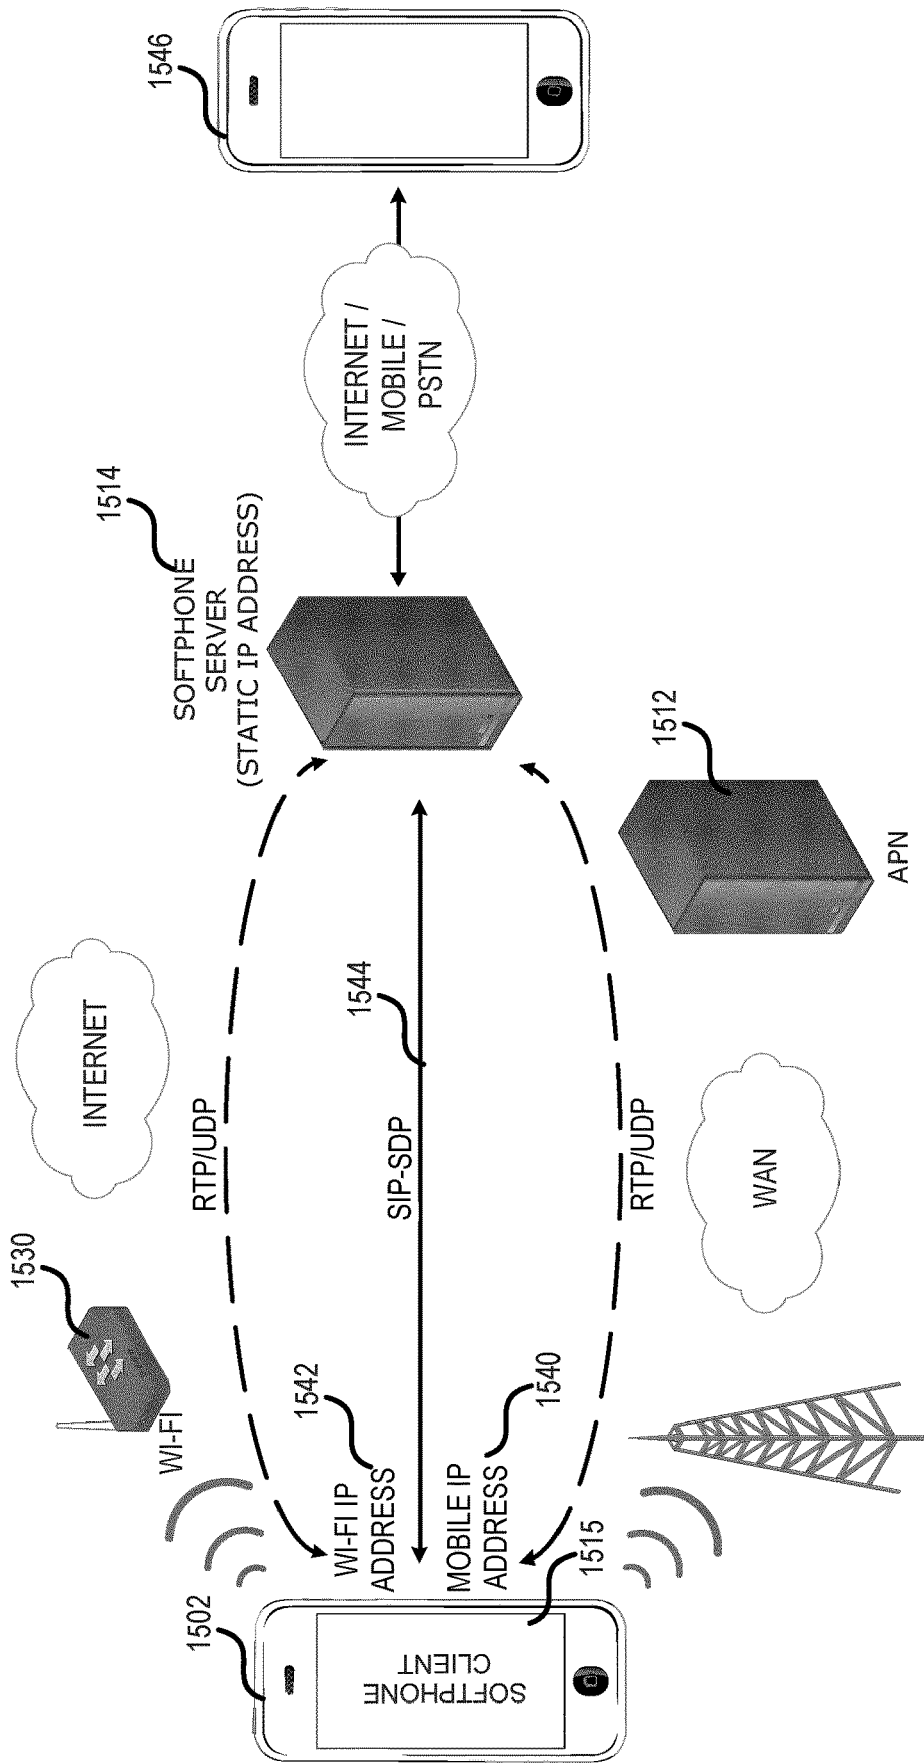 1502
SOFTPHONE
CLIENT
1515
WI-FI IP
ADDRESS
1542
MOBILE IP
ADDRESS
1540
WI-FI
1530
INTERNET
RTP/UDP
SIP-SDP
1544
RTP/UDP
WAN
SOFTPHONE
SERVER
(STATIC IP ADDRESS)
1514
1512
APN
INTERNET /
MOBILE /
PSTN
1546